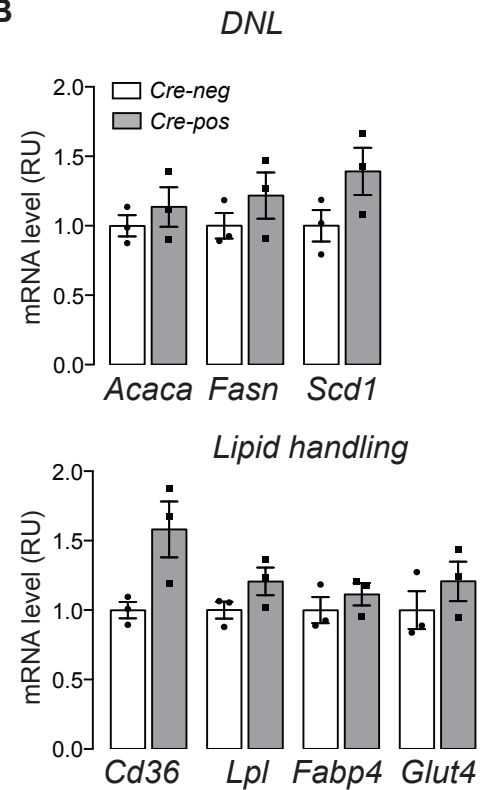 B
DNL
Cre-neg
Cre-pos
mRNA level (RU)
2.0
1.5
1.0
0.5
0.0
Acaca Fasn Scd1
Lipid handling
mRNA level (RU)
2.0
1.5
1.0
0.5
0.0
Cd36 Lpl Fabp4 Glut4